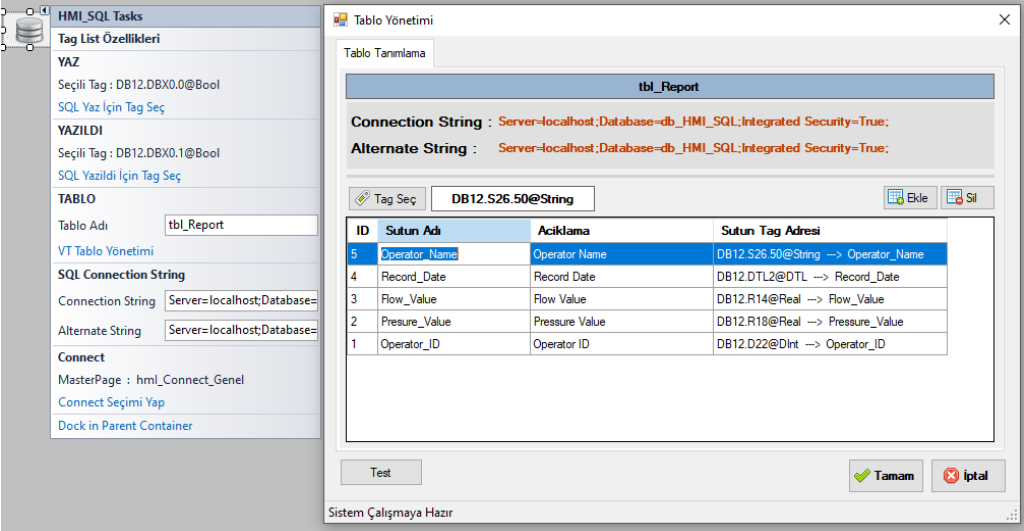 HMI_SQL Tasks
Tag List Özellikleri
YAZ
Seçili Tag : DB12.DBX0.0@Bool
SQL Yaz İçin Tag Seç
YAZILDI
Seçili Tag : DB12.DBX0.1@Bool
SQL Yazildi İçin Tag Seç
TABLO
Tablo Adı tbl_Report
VT Tablo Yönetimi
SQL Connection String
Connection String Server=localhost;Database=
Alternate String Server=localhost;Database=
Connect
MasterPage : hmI_Connect_Genel
Connect Seçimi Yap
Dock in Parent Container
Tablo Yönetimi
Tablo Tanımlama
tbl_Report
Connection String : Server=localhost;Database=db_HMI_SQL;Integrated Security=True;
Alternate String : Server=localhost;Database=db_HMI_SQL;Integrated Security=True;
Tag Seç DB12.S26.50@String Ekle Sil
ID Sutun Adı Aciklama Sutun Tag Adresi
5 Operator_Name Operator Name DB12.S26.50@String ---> Operator_Name
4 Record_Date Record Date DB12.DTL2@DTL ---> Record_Date
3 Flow_Value Flow Value DB12.R14@Real ---> Flow_Value
2 Presure_Value Pressure Value DB12.R18@Real ---> Pressure_Value
1 Operator_ID Operator ID DB12.D22@DInt ---> Operator_ID
Test Tamam İptal
Sistem Çalışmaya Hazır